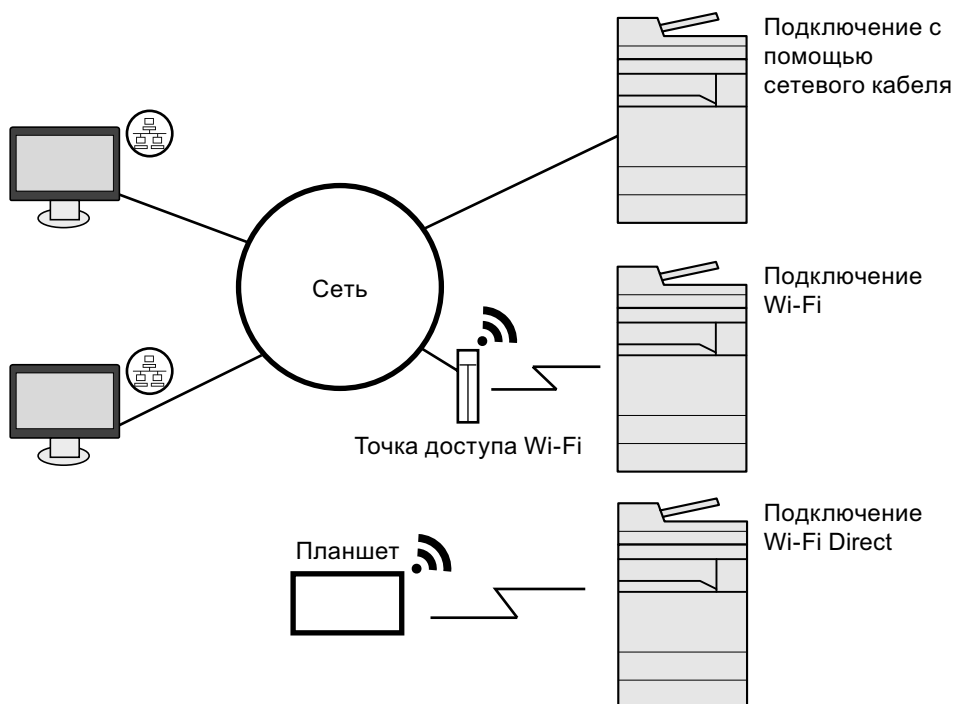 Подключение с
помощью
сетевого кабеля
Сеть
Подключение
Wi-Fi
Точка доступа Wi-Fi
Подключение
Wi-Fi Direct
Планшет